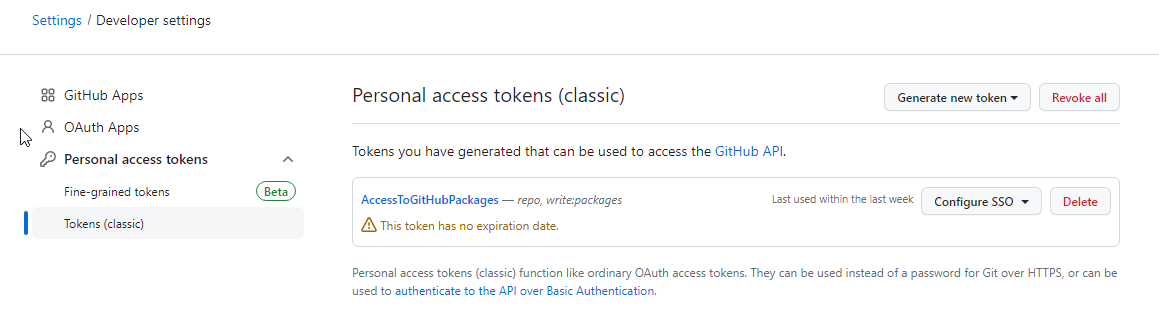 Settings / Developer settings
GitHub Apps
OAuth Apps
Personal access tokens
Fine-grained tokens Beta
Tokens (classic)
Personal access tokens (classic)
Generate new token
Revoke all
Tokens you have generated that can be used to access the GitHub API.
AccessToGitHubPackages — repo, write:packages
Last used within the last week
Configure SSO
Delete
This token has no expiration date.
Personal access tokens (classic) function like ordinary OAuth access tokens. They can be used instead of a password for Git over HTTPS, or can be
used to authenticate to the API over Basic Authentication.